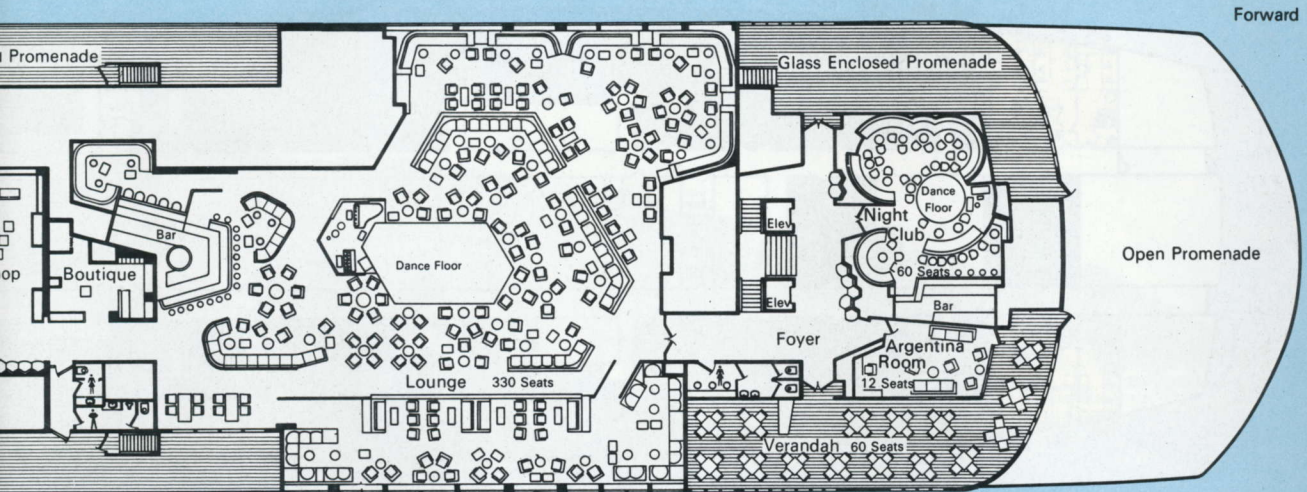 Forward
Promenade
Glass Enclosed Promenade
Dance
Floor
Elev
Night
Club
60 Seats
Bar
Open Promenade
Bar
Boutique
Dance Floor
Elev
Foyer
Argentina
Room
12 Seats
Lounge 330 Seats
Verandah 60 Seats